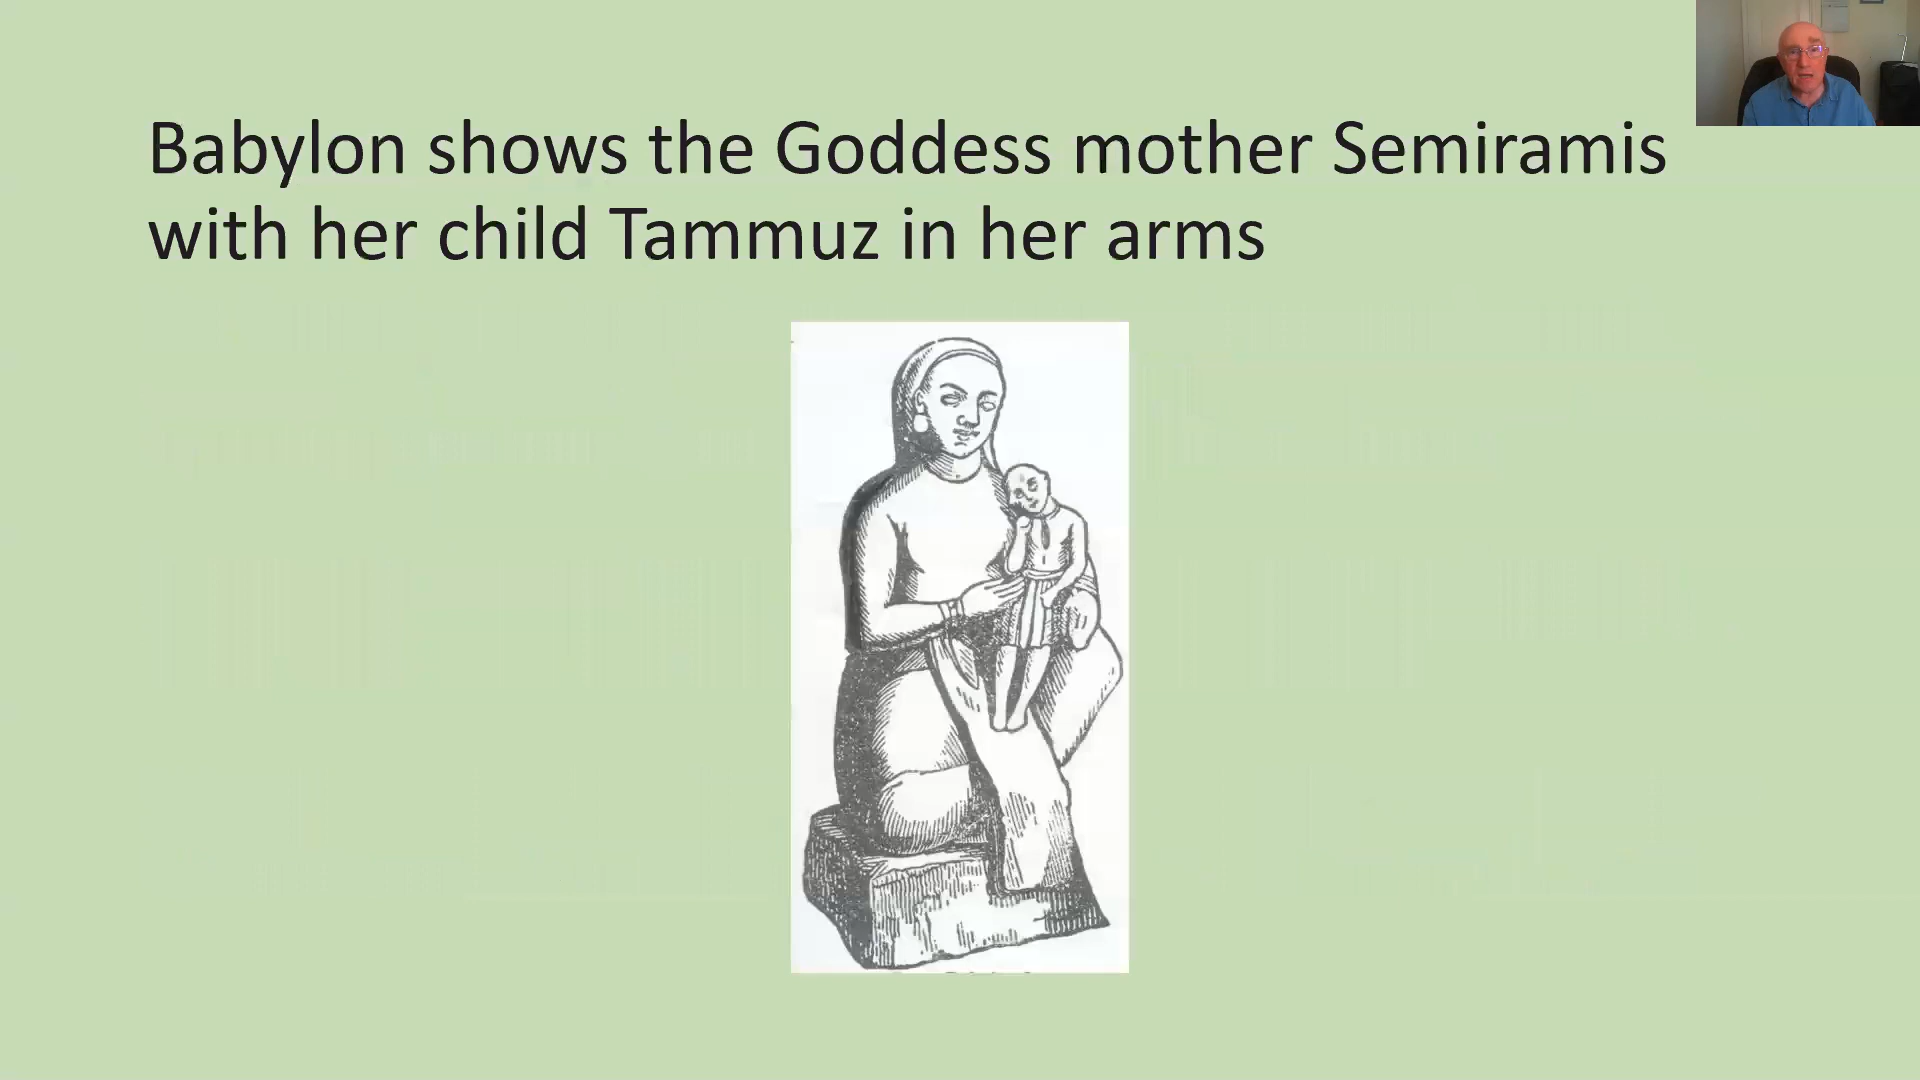 Babylon shows the Goddess mother Semiramis
with her child Tammuz in her arms